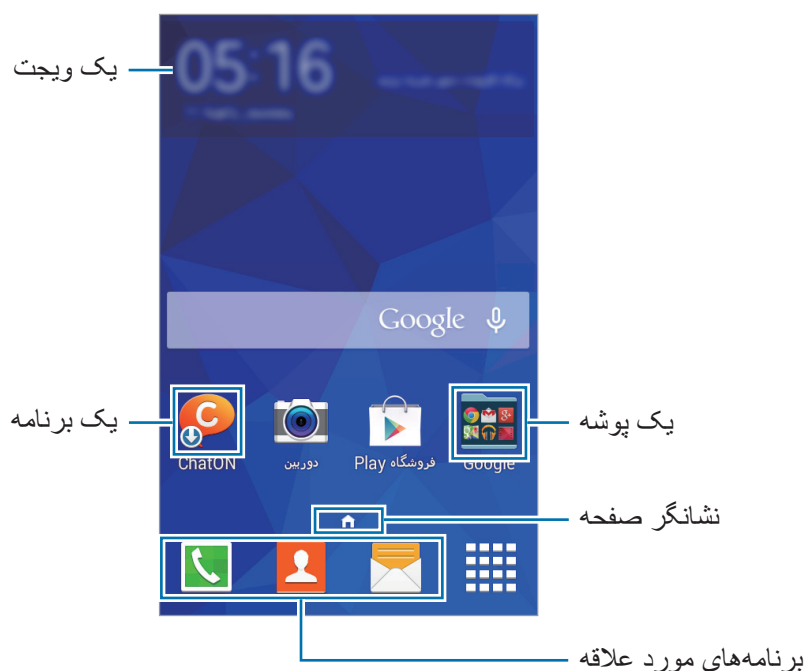 05:16
یک ویجت
Google
یک برنامه
ChatON
دوربین
فروشگاه Play
Google
یک پوشه
نشانگر صفحه
برنامه‌های مورد علاقه